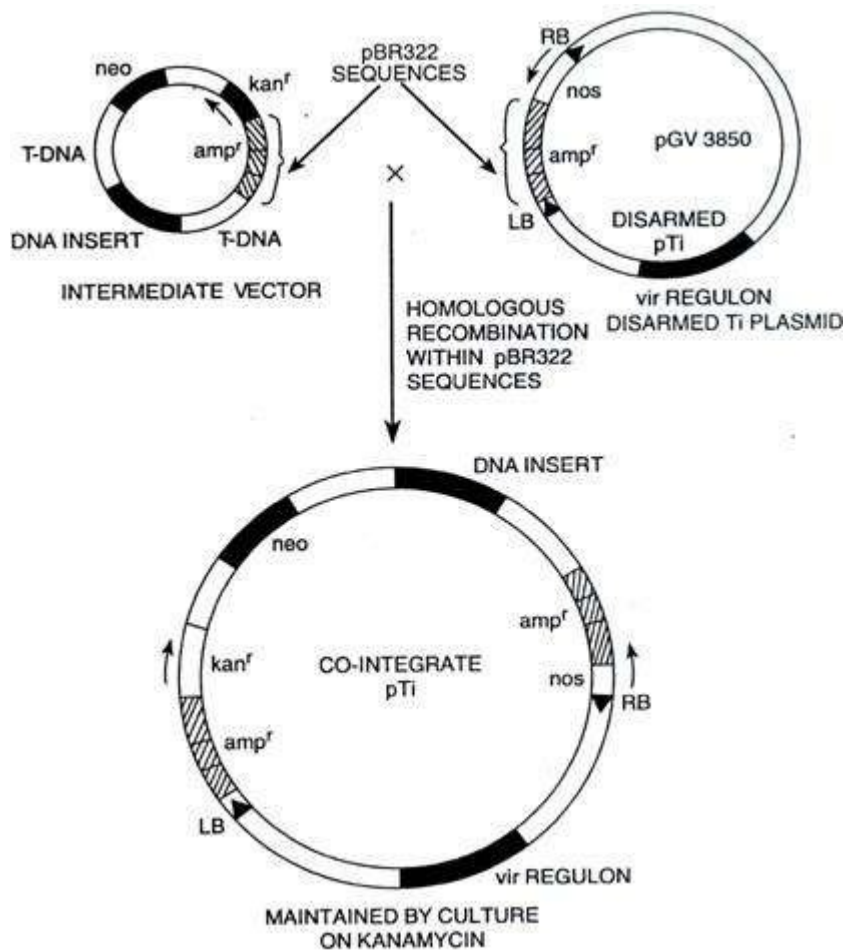 neo
kanʳ
T-DNA
ampʳ
DNA INSERT
T-DNA
INTERMEDIATE VECTOR
pBR322
SEQUENCES
RB
nos
ampʳ
pGV 3850
LB
DISARMED
pTi
vir REGULON
DISARMED Ti PLASMID
×
HOMOLOGOUS
RECOMBINATION
WITHIN pBR322
SEQUENCES
DNA INSERT
neo
ampʳ
kanʳ
CO-INTEGRATE
pTi
nos
RB
ampʳ
LB
vir REGULON
MAINTAINED BY CULTURE
ON KANAMYCIN